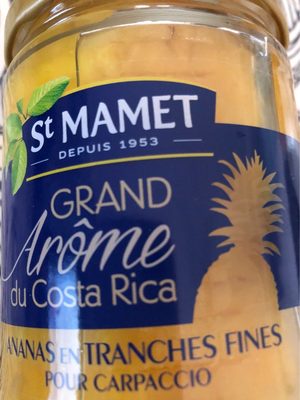 St MAMET
DEPUIS 1953
GRAND
Arôme
du Costa Rica
ANANAS EN TRANCHES FINES
POUR CARPACCIO